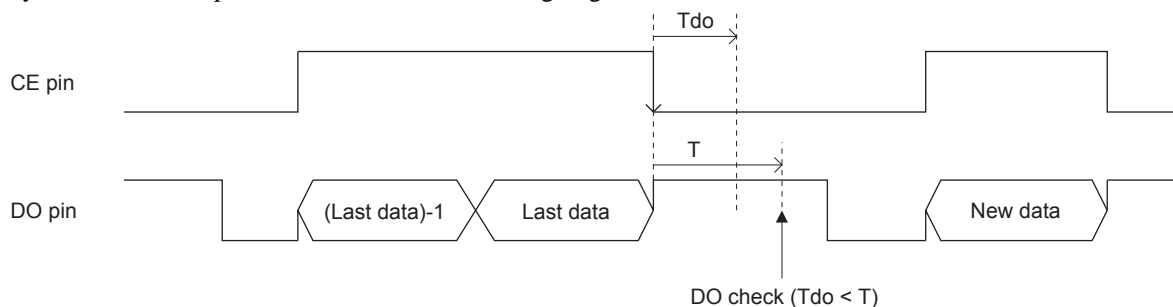 Tdo
CE pin
T
DO pin
(Last data)-1
Last data
New data
DO check (Tdo < T)